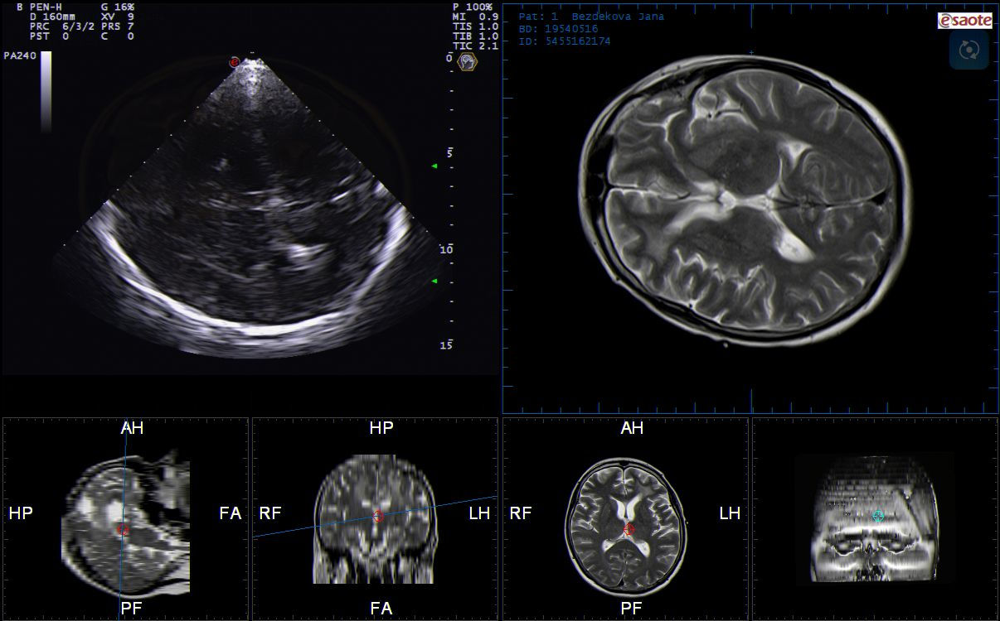 B PEN-H G 16%
D 160mm XV 9
PRC 6/3/2 PRS 7
PST 0 C 0
P 100%
MI 0.9
TIS 1.0
TIB 1.0
TIC 2.1
PA240
0
5
10
15
Pat: 1 Bezdekova Jana
BD: 19540516
ID: 5455162174
esaote
AH
HP
FA
PF
HP
RF
LH
FA
AH
RF
LH
PF